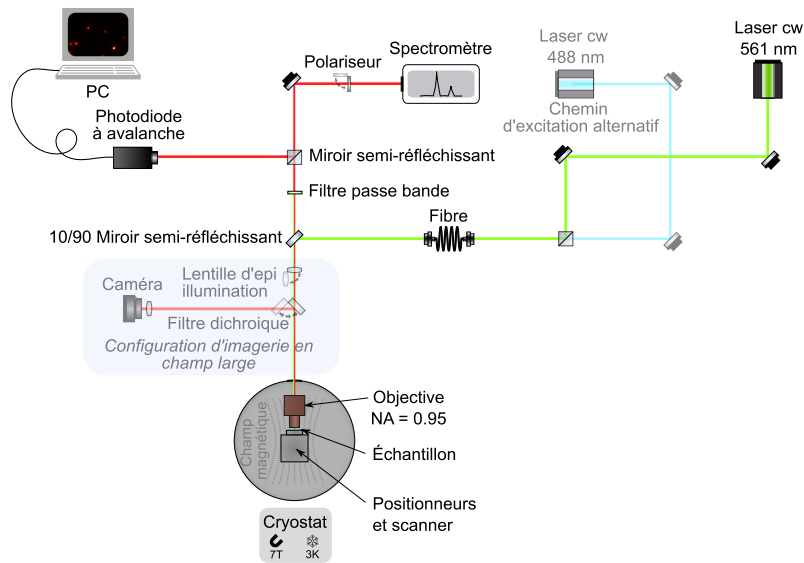 Laser cw
561 nm
Laser cw
488 nm
Chemin
d'excitation alternatif
Polariseur
Spectromètre
PC
Photodiode
à avalanche
Miroir semi-réfléchissant
Filtre passe bande
Fibre
10/90 Miroir semi-réfléchissant
Lentille d'epi
illumination
Caméra
Filtre dichroique
Configuration d'imagerie en
champ large
Champ
magnétique
Objective
NA = 0.95
Échantillon
Positionneurs
et scanner
Cryostat
7T 3K